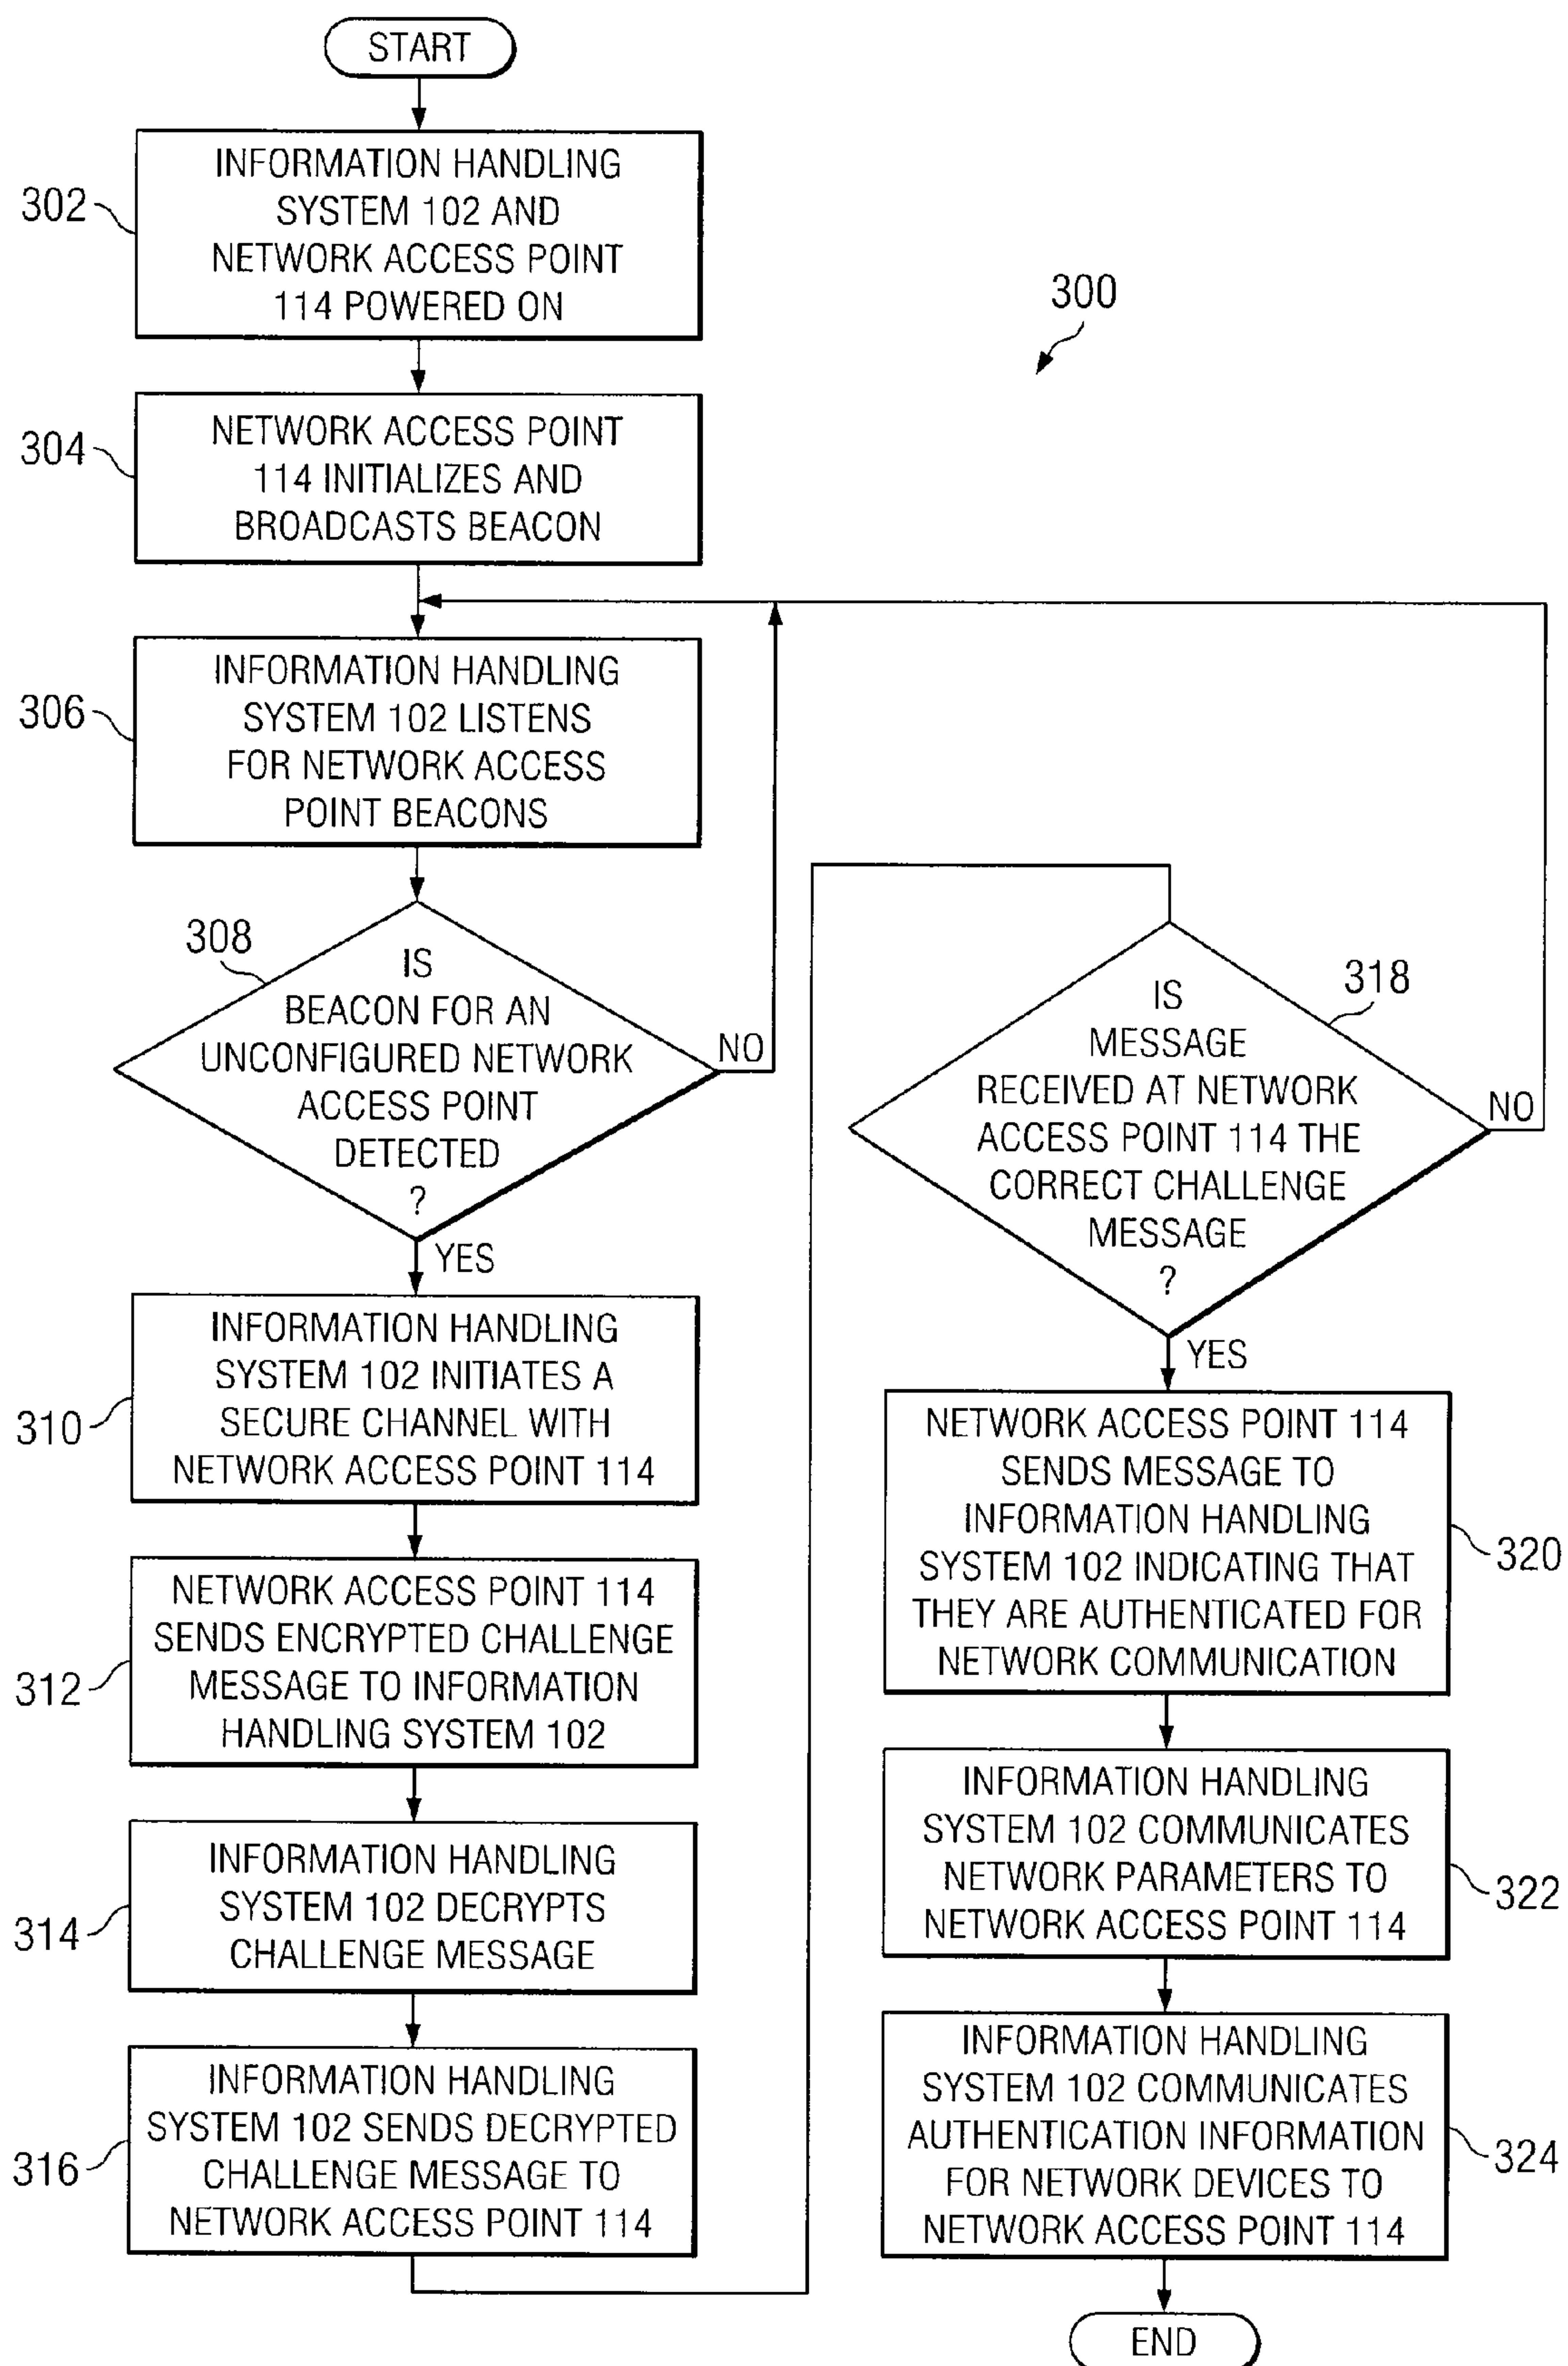 START
302
INFORMATION HANDLING
SYSTEM 102 AND
NETWORK ACCESS POINT
114 POWERED ON
300
304
NETWORK ACCESS POINT
114 INITIALIZES AND
BROADCASTS BEACON
306
INFORMATION HANDLING
SYSTEM 102 LISTENS
FOR NETWORK ACCESS
POINT BEACONS
308
IS
BEACON FOR AN
UNCONFIGURED NETWORK
ACCESS POINT
DETECTED
?
NO
YES
310
INFORMATION HANDLING
SYSTEM 102 INITIATES A
SECURE CHANNEL WITH
NETWORK ACCESS POINT 114
312
NETWORK ACCESS POINT 114
SENDS ENCRYPTED CHALLENGE
MESSAGE TO INFORMATION
HANDLING SYSTEM 102
314
INFORMATION HANDLING
SYSTEM 102 DECRYPTS
CHALLENGE MESSAGE
316
INFORMATION HANDLING
SYSTEM 102 SENDS DECRYPTED
CHALLENGE MESSAGE TO
NETWORK ACCESS POINT 114
318
IS
MESSAGE
RECEIVED AT NETWORK
ACCESS POINT 114 THE
CORRECT CHALLENGE
MESSAGE
?
NO
YES
NETWORK ACCESS POINT 114
SENDS MESSAGE TO
INFORMATION HANDLING
SYSTEM 102 INDICATING THAT
THEY ARE AUTHENTICATED FOR
NETWORK COMMUNICATION
320
INFORMATION HANDLING
SYSTEM 102 COMMUNICATES
NETWORK PARAMETERS TO
NETWORK ACCESS POINT 114
322
INFORMATION HANDLING
SYSTEM 102 COMMUNICATES
AUTHENTICATION INFORMATION
FOR NETWORK DEVICES TO
NETWORK ACCESS POINT 114
324
END